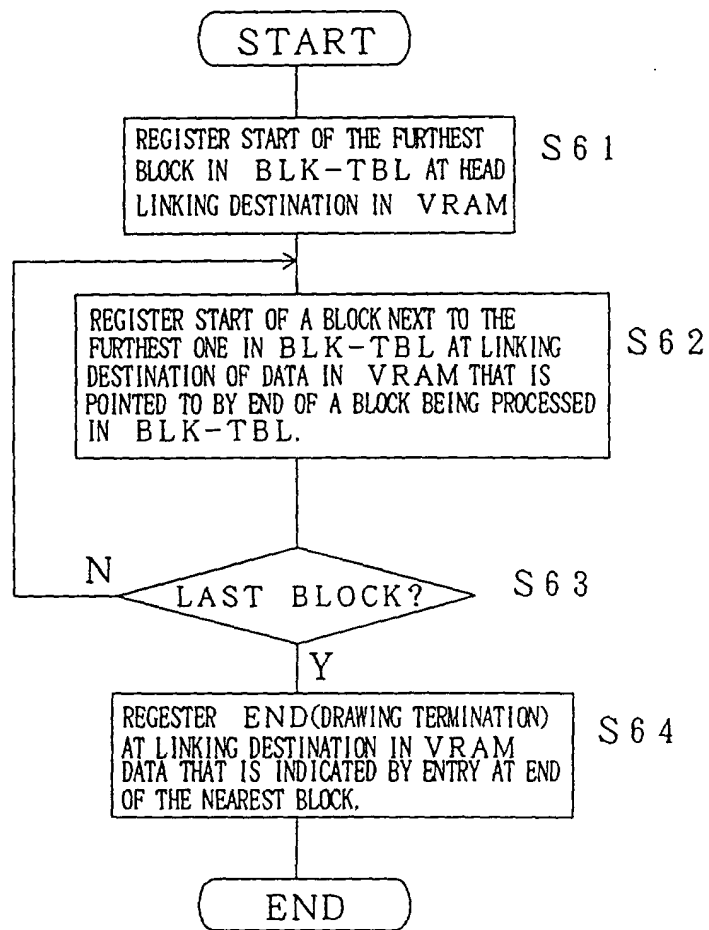 START
REGISTER START OF THE FURTHEST
BLOCK IN BLK-TBL AT HEAD
LINKING DESTINATION IN VRAM
S61
REGISTER START OF A BLOCK NEXT TO THE
FURTHEST ONE IN BLK-TBL AT LINKING
DESTINATION OF DATA IN VRAM THAT IS
POINTED TO BY END OF A BLOCK BEING PROCESSED
IN BLK-TBL.
S62
N
LAST BLOCK?
S63
Y
REGESTER END(DRAWING TERMINATION)
AT LINKING DESTINATION IN VRAM
DATA THAT IS INDICATED BY ENTRY AT END
OF THE NEAREST BLOCK.
S64
END